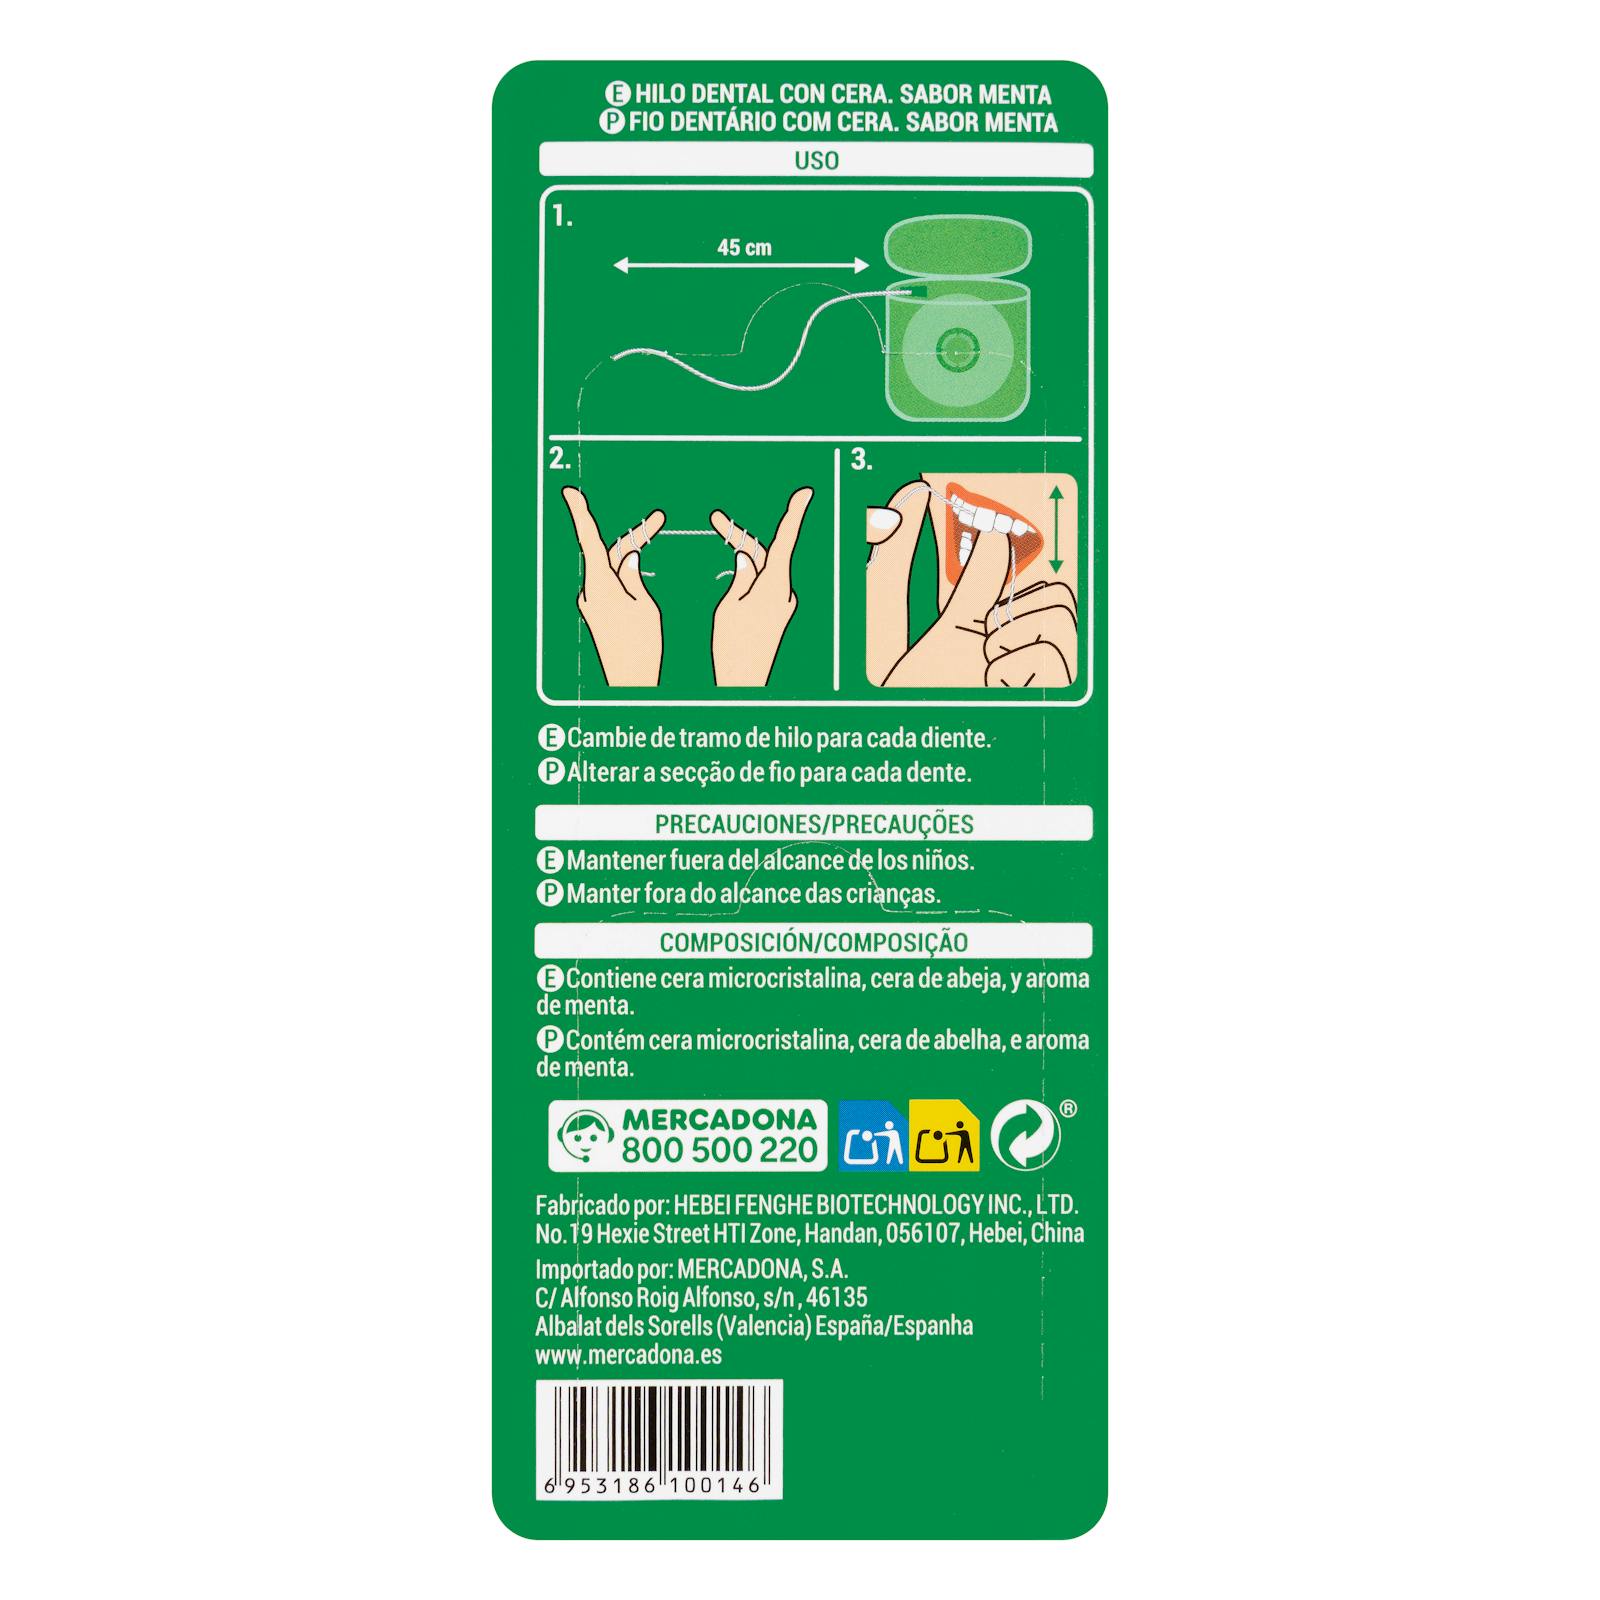 E HILO DENTAL CON CERA. SABOR MENTA
P FIO DENTÁRIO COM CERA. SABOR MENTA
USO
1.
45 cm
2.
3.
E Cambie de tramo de hilo para cada diente.
P Alterar a secção de fio para cada dente.
PRECAUCIONES/PRECAUÇÕES
E Mantener fuera del alcance de los niños.
P Manter fora do alcance das crianças.
COMPOSICIÓN/COMPOSIÇÃO
E Contiene cera microcristalina, cera de abeja, y aroma
de menta.
P Contém cera microcristalina, cera de abelha, e aroma
de menta.
MERCADONA
800 500 220
®
Fabricado por: HEBEI FENGHE BIOTECHNOLOGY INC., LTD.
No. 19 Hexie Street HTI Zone, Handan, 056107, Hebei, China
Importado por: MERCADONA, S.A.
C/ Alfonso Roig Alfonso, s/n, 46135
Albalat dels Sorells (Valencia) España/Espanha
www.mercadona.es
6 953186 100146